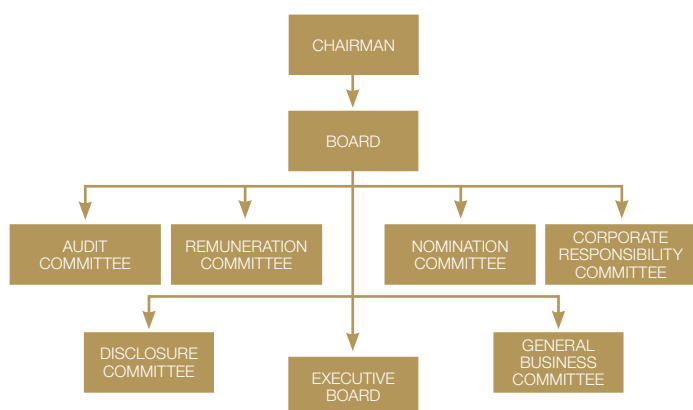 CHAIRMAN
BOARD
AUDIT
COMMITTEE
REMUNERATION
COMMITTEE
NOMINATION
COMMITTEE
CORPORATE
RESPONSIBILITY
COMMITTEE
DISCLOSURE
COMMITTEE
EXECUTIVE
BOARD
GENERAL
BUSINESS
COMMITTEE